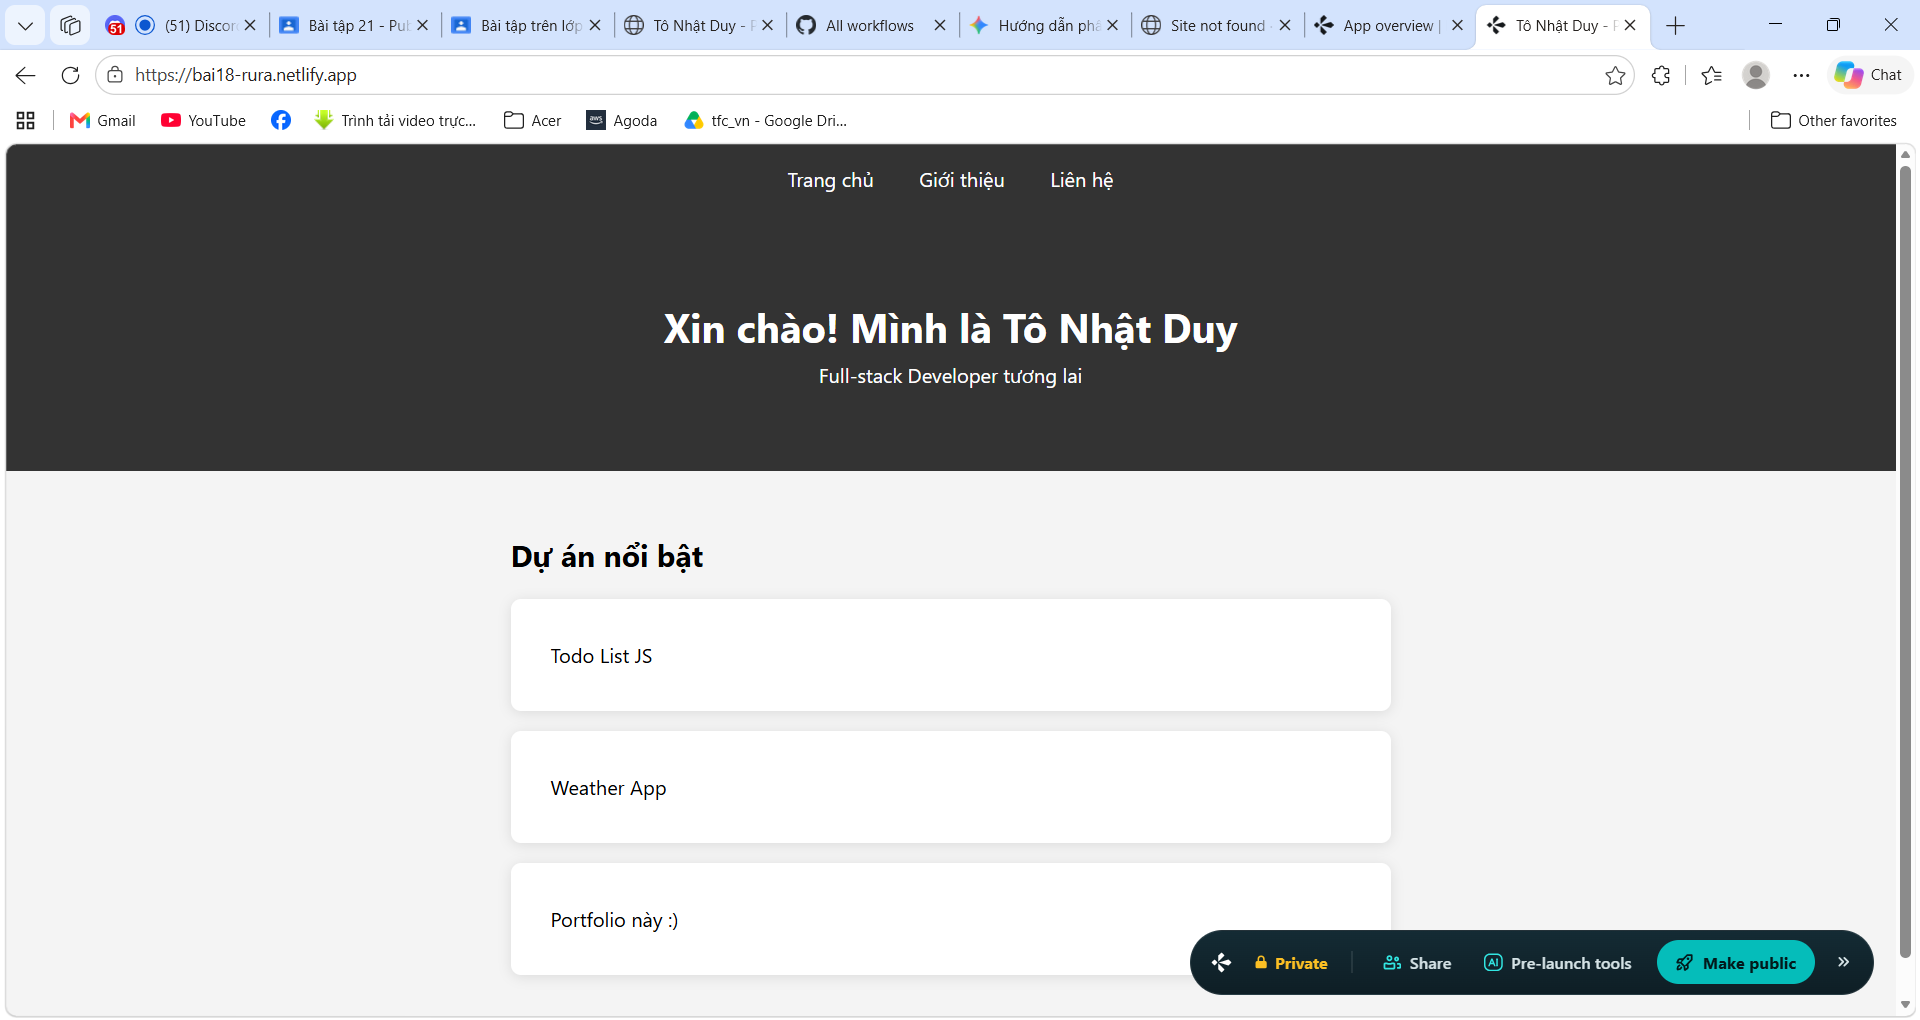 51
(51) Discor
Bài tập 21 - Pu
Bài tập trên lớp
Tô Nhật Duy - P
All workflows
Hướng dẫn phâ
Site not found ·
App overview |
Tô Nhật Duy - P
https://bai18-rura.netlify.app
Chat
Gmail
YouTube
Trình tải video trực...
Acer
aws
Agoda
tfc_vn - Google Dri...
Other favorites
Trang chủ
Giới thiệu
Liên hệ
Xin chào! Mình là Tô Nhật Duy
Full-stack Developer tương lai
Dự án nổi bật
Todo List JS
Weather App
Portfolio này :)
Private
Share
AI
Pre-launch tools
Make public